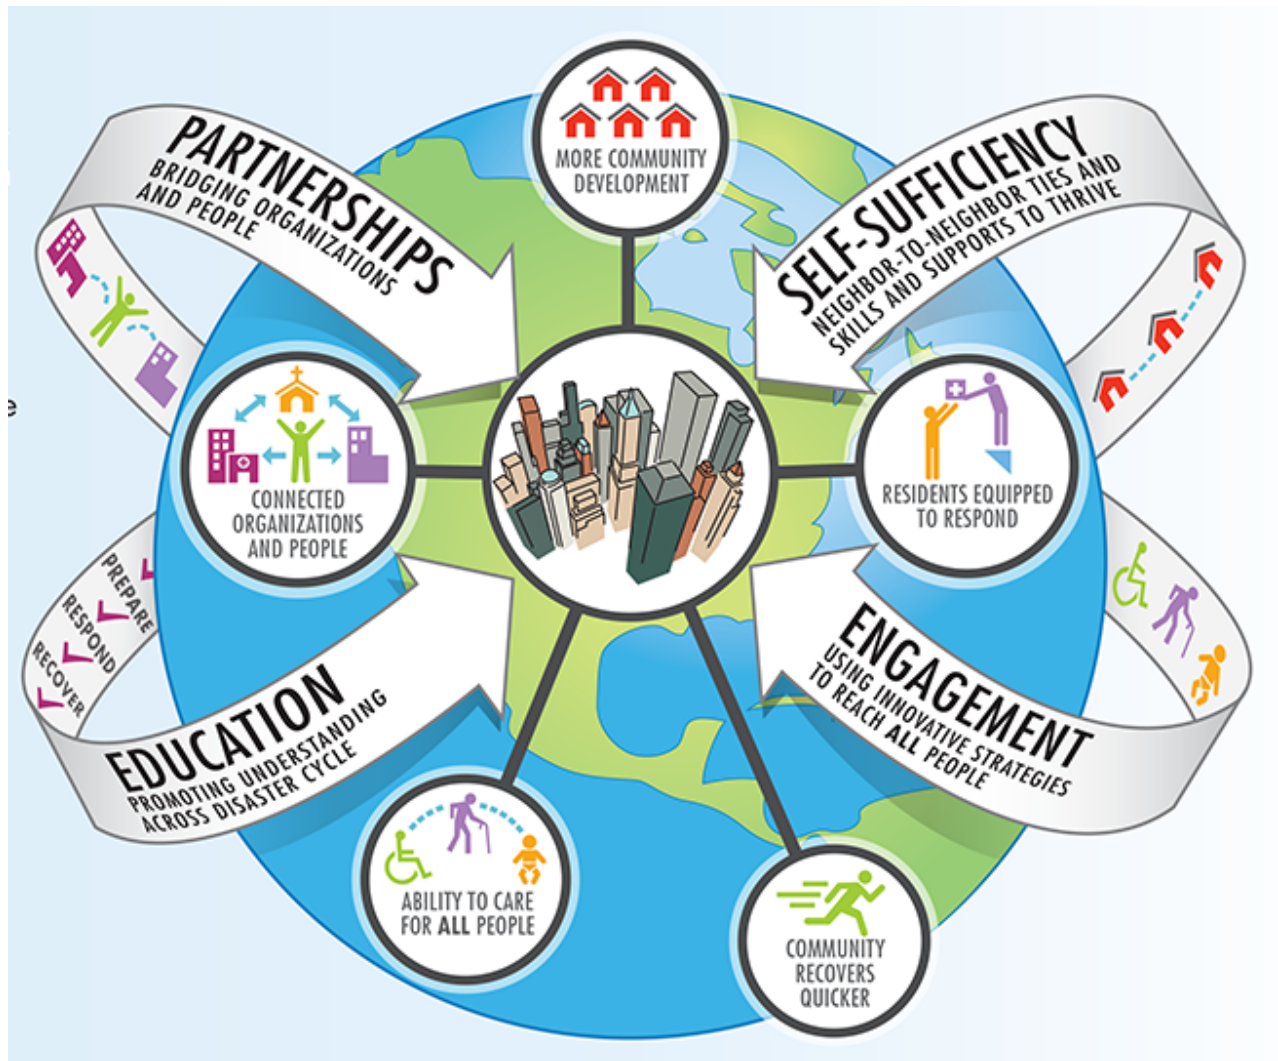 MORE COMMUNITY
DEVELOPMENT
PARTNERSHIPS
BRIDGING ORGANIZATIONS
AND PEOPLE
SELF-SUFFICIENCY
NEIGHBOR-TO-NEIGHBOR TIES AND
SKILLS AND SUPPORTS TO THRIVE
e
CONNECTED
ORGANIZATIONS
AND PEOPLE
RESIDENTS EQUIPPED
TO RESPOND
PREPARE
RESPOND
RECOVER
EDUCATION
PROMOTING UNDERSTANDING
ACROSS DISASTER CYCLE
ENGAGEMENT
USING INNOVATIVE STRATEGIES
TO REACH ALL PEOPLE
ABILITY TO CARE
FOR ALL PEOPLE
COMMUNITY
RECOVERS
QUICKER